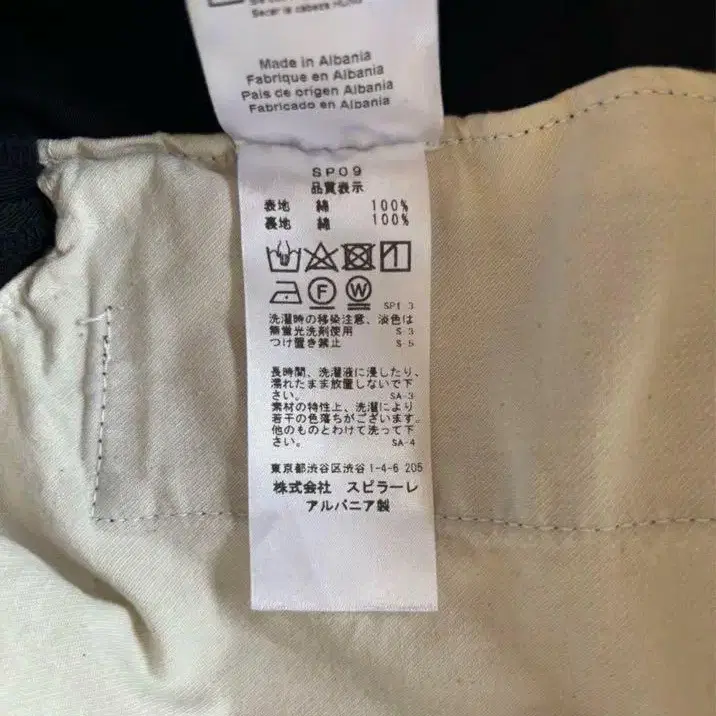 Secar la cabeza
Made in Albania
Fabrique en Albania
Pais de origen Albania
Fabricado en Albania
SP09
品質表示
表地 綿 100%
裏地 綿 100%
F W
SP1 3
洗濯時の移染注意、淡色は
無蛍光洗剤使用 S-3
つけ置き禁止 S-5
長時間、洗濯液に浸したり、
濡れたまま放置しないで下
さい。 SA-3
素材の特性上、洗濯により
若干の色落ちがございます。
他のものとわけて洗って下
さい。 SA-4
東京都渋谷区渋谷 1-4-6 205
株式会社 スピラーレ
アルバニア製